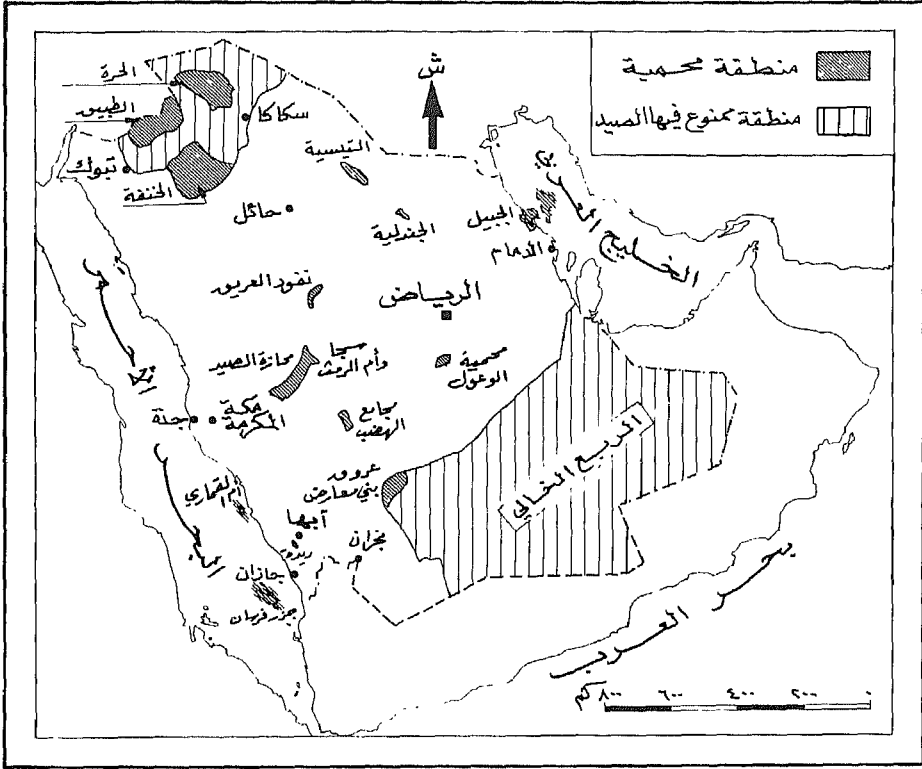 منطقة محمية
منطقة ممنوع فيها الصيد
ش
الحرة
الطبيق
سكاكا
تبوك
الخنفة
التيسية
حائل
الجندلية
الجبيل
الدمام
الخليج العربي
نفود العريق
الرياض
سجا
وأم الرمث
محازة الصيد
محمية
الوعول
مكة
المكرمة
جدة
مجامع
الهضب
الربع الخالي
عروق
بني معارض
أم القماري
أبها
ريدة
نجران
جازان
جزر فرسان
البحر
بحر العرب
٠ ٢٠٠ ٤٠٠ ٦٠٠ ٨٠٠ كم